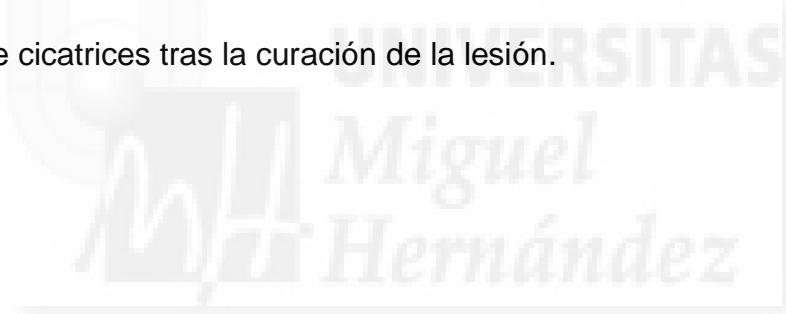 e cicatrices tras la curación de la lesión.
UNIVERSITAS
Miguel
Hernández